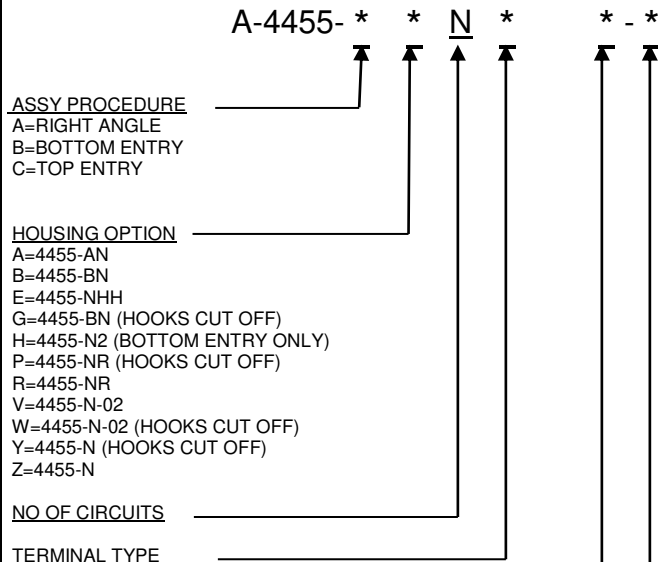 A-4455- * * N * * - *
ASSY PROCEDURE
A=RIGHT ANGLE
B=BOTTOM ENTRY
C=TOP ENTRY
HOUSING OPTION
A=4455-AN
B=4455-BN
E=4455-NHH
G=4455-BN (HOOKS CUT OFF)
H=4455-N2 (BOTTOM ENTRY ONLY)
P=4455-NR (HOOKS CUT OFF)
R=4455-NR
V=4455-N-02
W=4455-N-02 (HOOKS CUT OFF)
Y=4455-N (HOOKS CUT OFF)
Z=4455-N
NO OF CIRCUITS
TERMINAL TYPE